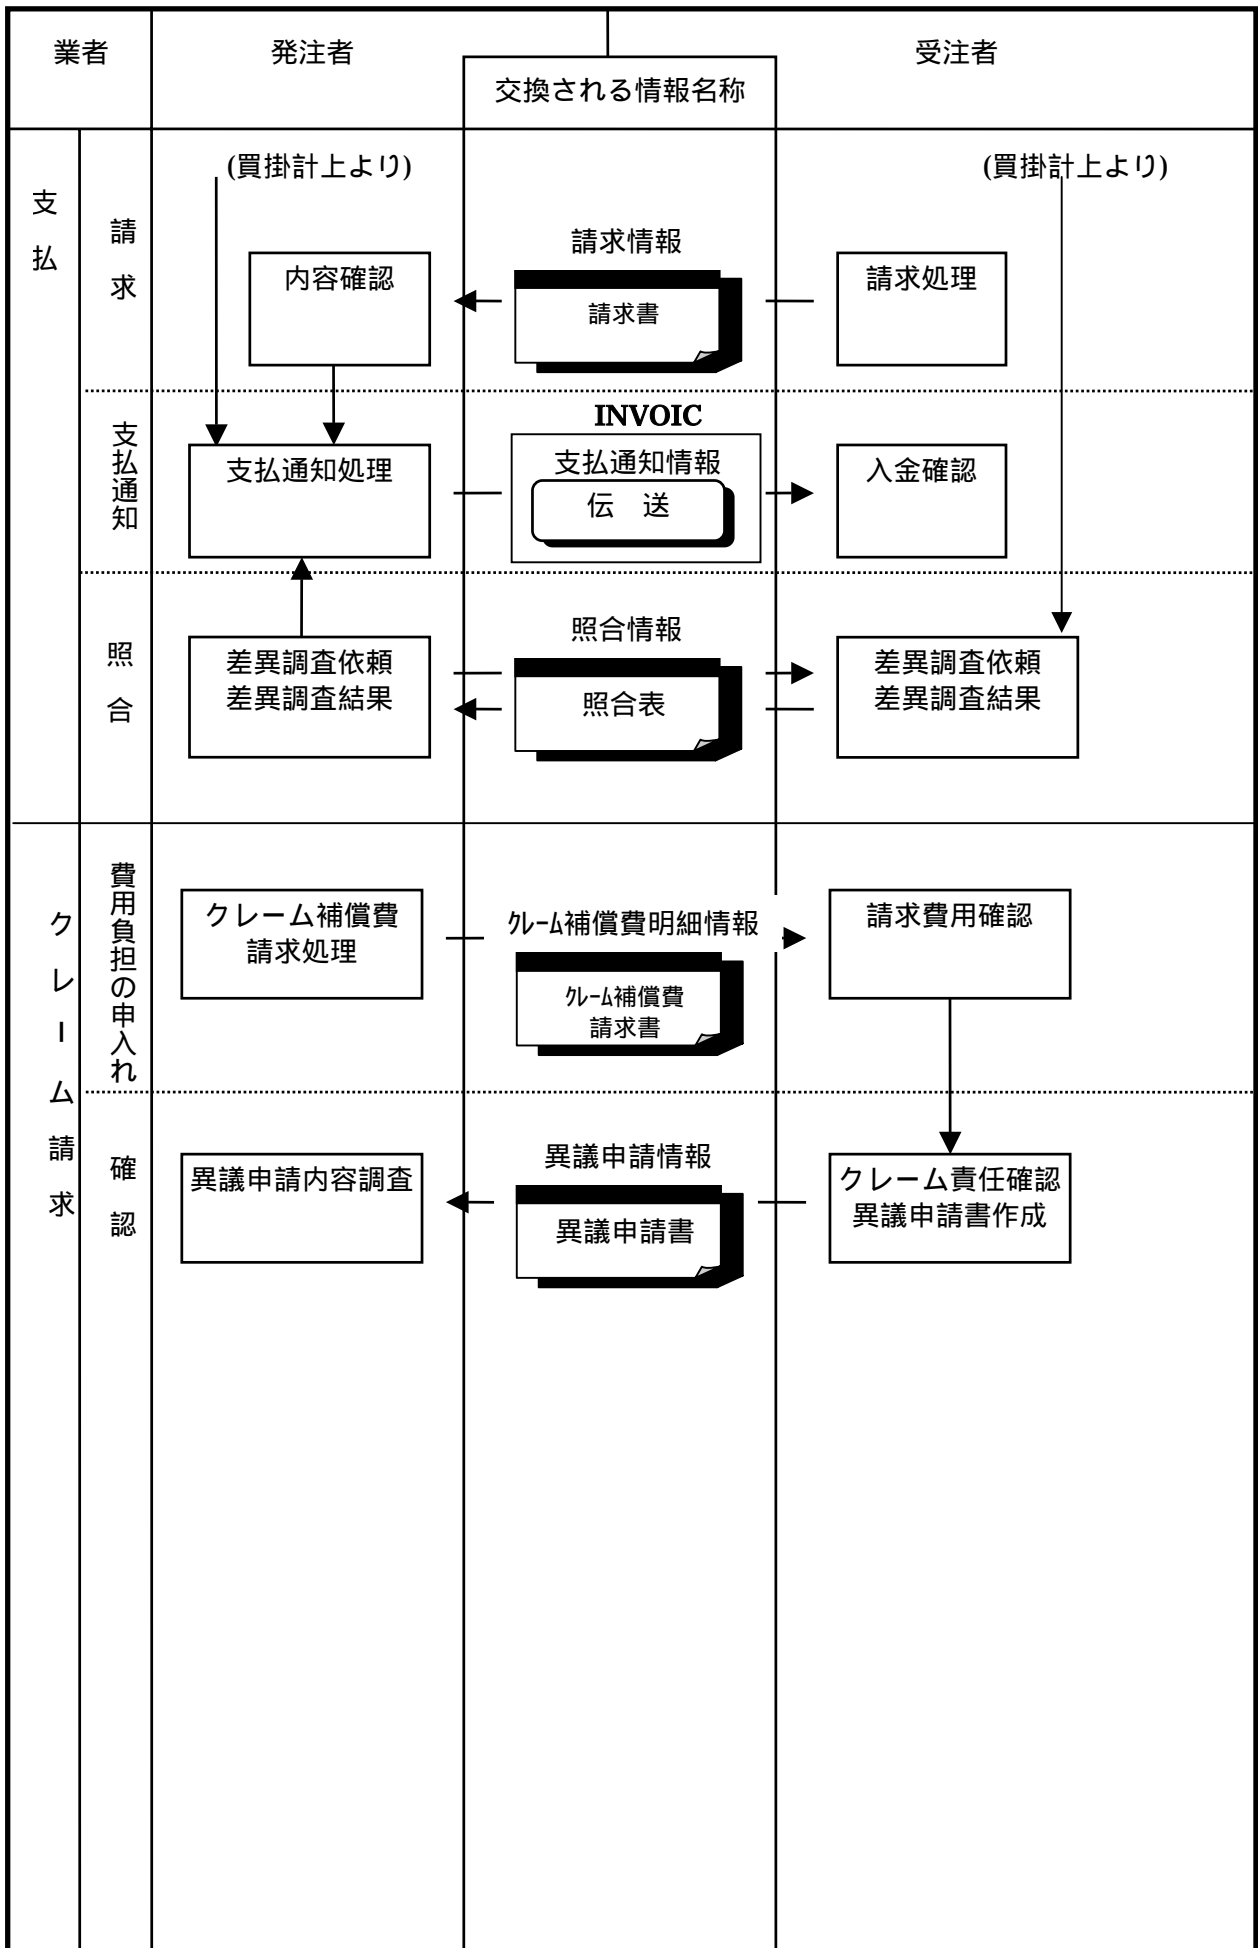 業者
発注者
受注者
交換される情報名称
支払
請求
(買掛計上より)
(買掛計上より)
請求情報
内容確認
請求書
請求処理
支払通知
INVOIC
支払通知処理
支払通知情報
伝　送
入金確認
照合
照合情報
差異調査依頼
差異調査結果
照合表
差異調査依頼
差異調査結果
クレーム請求
費用負担の申入れ
クレーム補償費
請求処理
ｸﾚｰﾑ補償費明細情報
ｸﾚｰﾑ補償費
請求書
請求費用確認
確認
異議申請内容調査
異議申請情報
異議申請書
クレーム責任確認
異議申請書作成